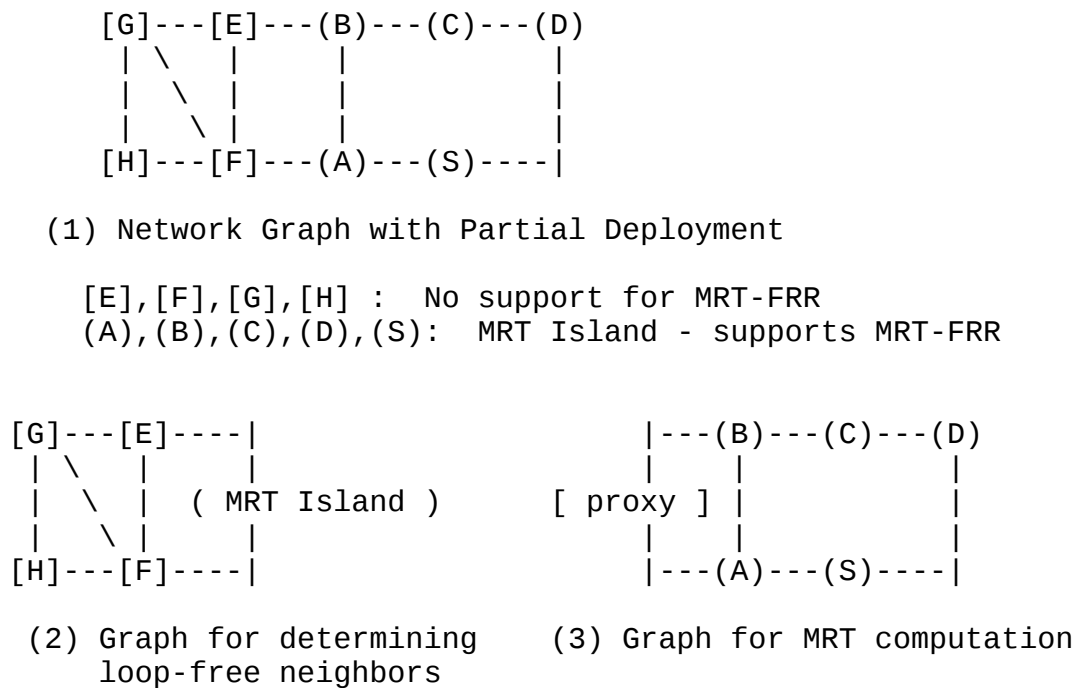 [G]---[E]---(B)---(C)---(D)
| \ | | |
| \ | | |
| \ | | |
[H]---[F]---(A)---(S)----|
(1) Network Graph with Partial Deployment
[E],[F],[G],[H] : No support for MRT-FRR
(A),(B),(C),(D),(S): MRT Island - supports MRT-FRR
[G]---[E]----| |---(B)---(C)---(D)
| \ | | | | |
| \ | ( MRT Island ) [ proxy ] | |
| \ | | | | |
[H]---[F]----| |---(A)---(S)----|
(2) Graph for determining (3) Graph for MRT computation
loop-free neighbors